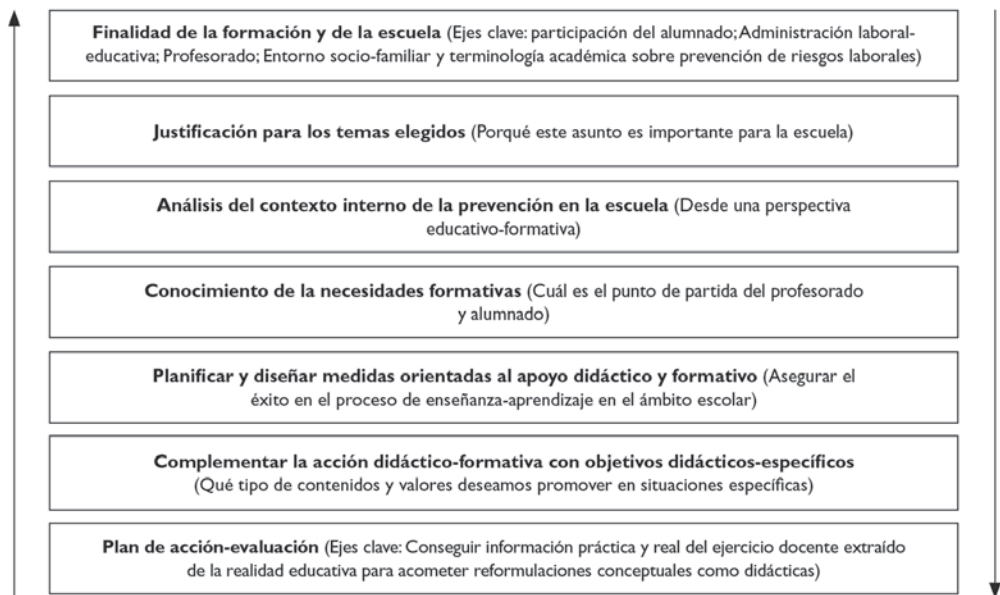 Finalidad de la formación y de la escuela (Ejes clave: participación del alumnado; Administración laboral-
educativa; Profesorado; Entorno socio-familiar y terminología académica sobre prevención de riesgos laborales)
Justificación para los temas elegidos (Porqué este asunto es importante para la escuela)
Análisis del contexto interno de la prevención en la escuela (Desde una perspectiva
educativo-formativa)
Conocimiento de la necesidades formativas (Cuál es el punto de partida del profesorado
y alumnado)
Planificar y diseñar medidas orientadas al apoyo didáctico y formativo (Asegurar el
éxito en el proceso de enseñanza-aprendizaje en el ámbito escolar)
Complementar la acción didáctico-formativa con objetivos didácticos-específicos
(Qué tipo de contenidos y valores deseamos promover en situaciones específicas)
Plan de acción-evaluación (Ejes clave: Conseguir información práctica y real del ejercicio docente extraído
de la realidad educativa para acometer reformulaciones conceptuales como didácticas)